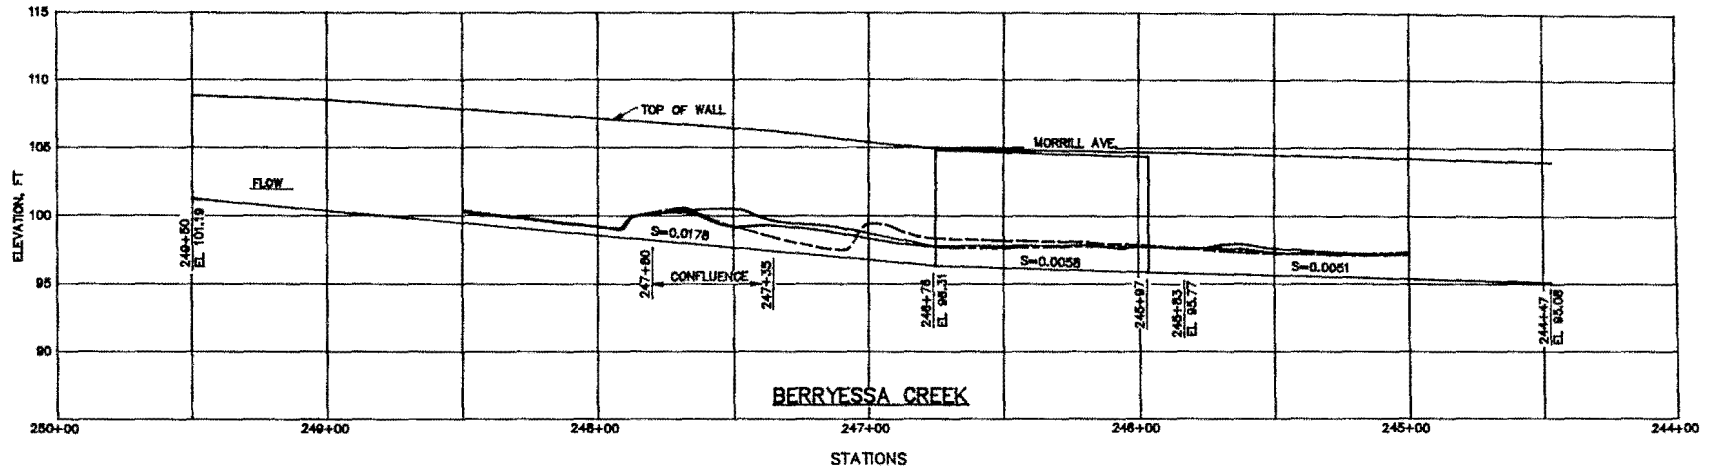 115
110
105
100
95
90
ELEVATION, FT
TOP OF WALL
MORRILL AVE.
FLOW
249+50
EL 101.19
S=0.0178
247+80
CONFLUENCE
247+35
246+76
EL 96.31
S=0.0058
245+97
245+83
EL 95.77
S=0.0051
244+47
EL 95.08
BERRYESSA CREEK
250+00
249+00
248+00
247+00
246+00
245+00
244+00
STATIONS